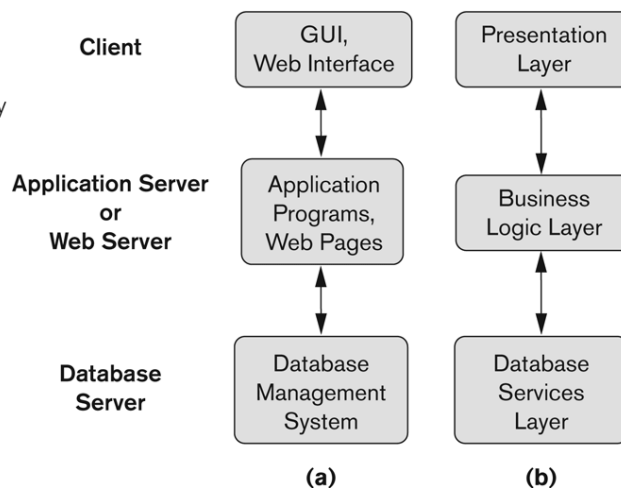 Client
GUI,
Web Interface
Presentation
Layer
y
Application Server
or
Web Server
Application
Programs,
Web Pages
Business
Logic Layer
Database
Server
Database
Management
System
Database
Services
Layer
(a)
(b)